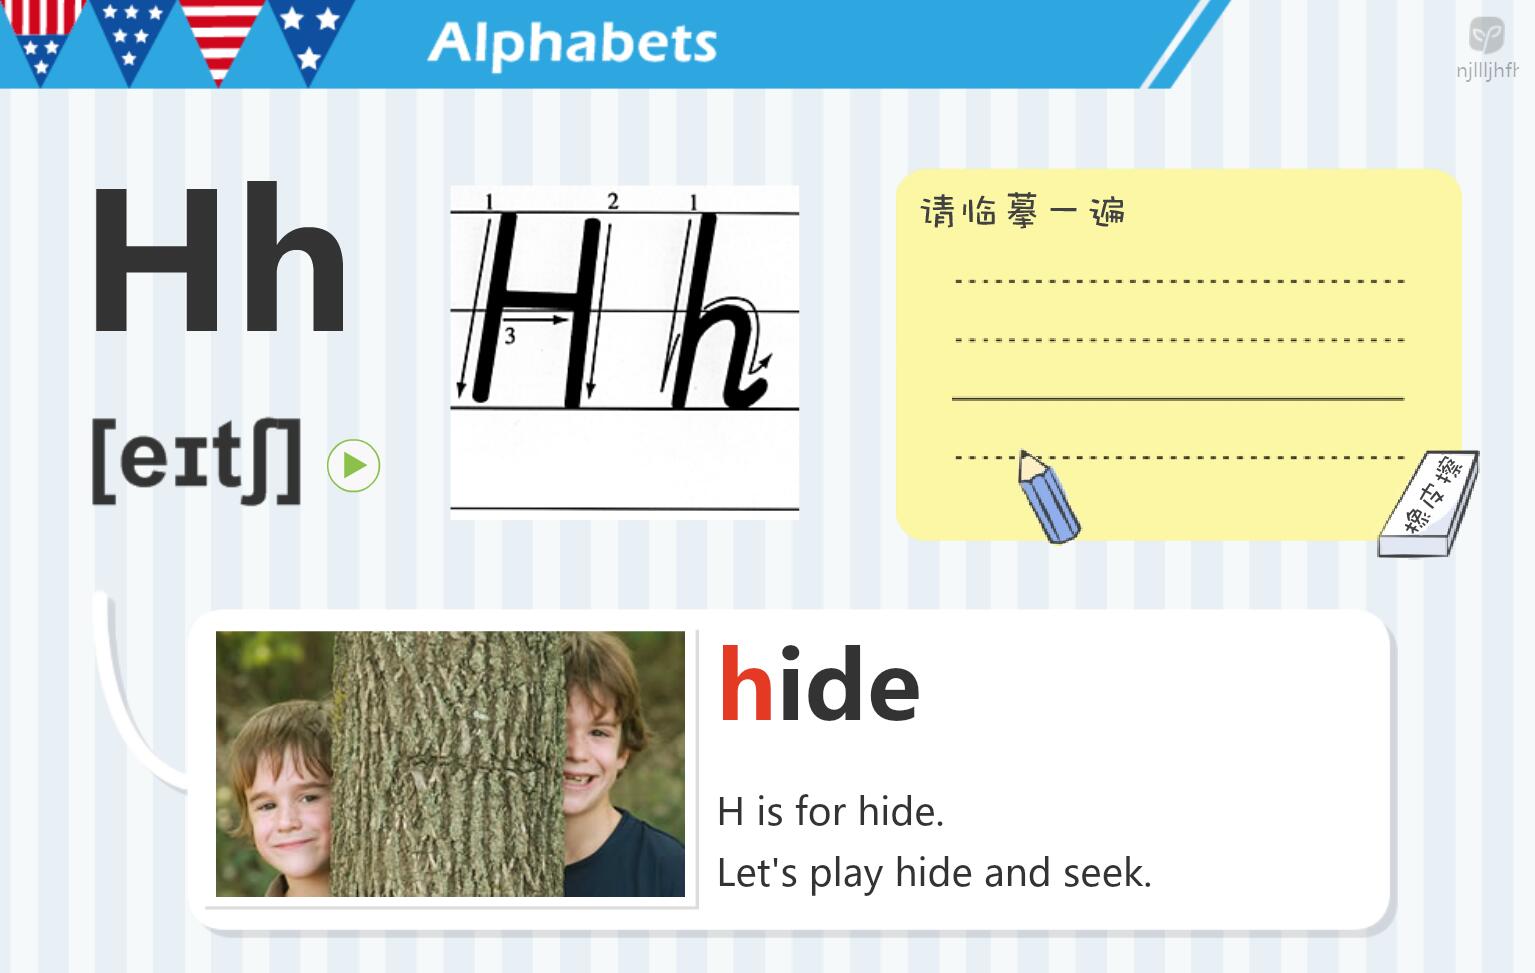 Alphabets
njllljhfh
Hh
1 2 1
3
H h
请临摹一遍
[eɪtʃ]
橡皮擦
hide
H is for hide.
Let's play hide and seek.